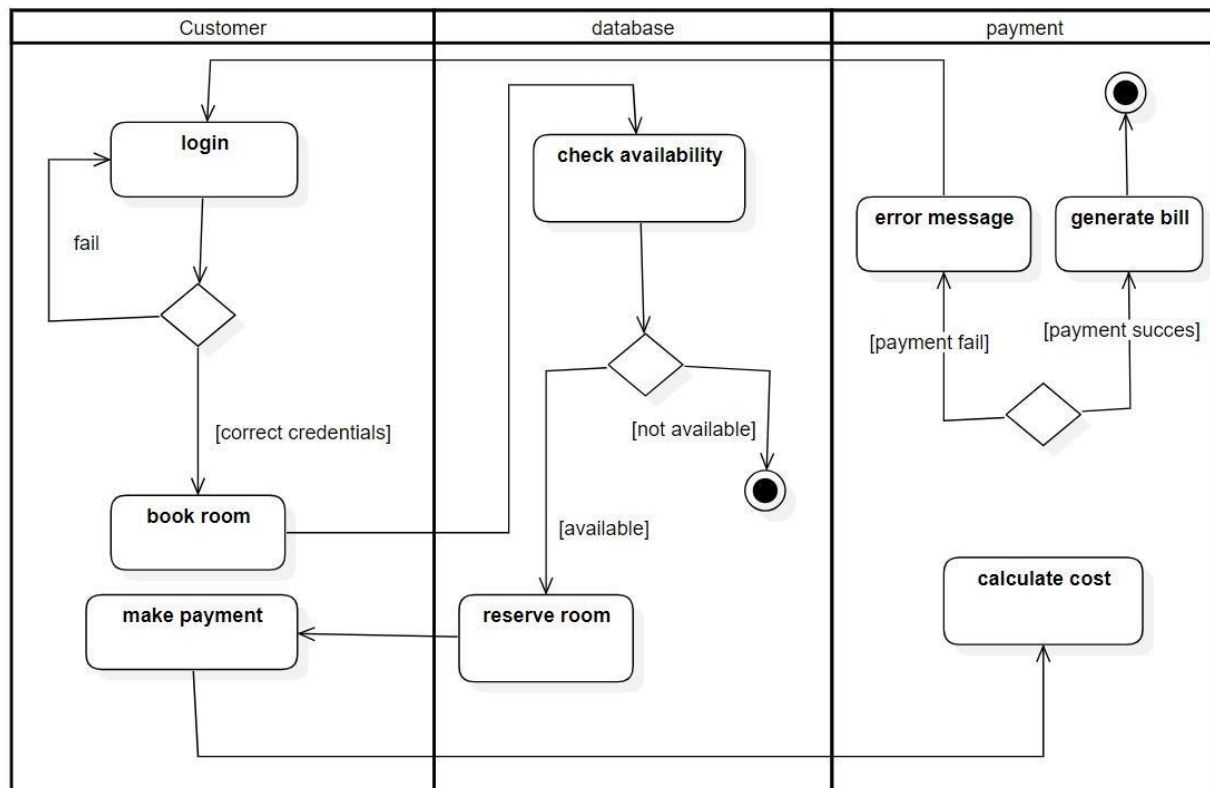 Customer
database
payment
login
check availability
error message
generate bill
fail
[payment fail]
[payment succes]
[correct credentials]
[not available]
book room
[available]
calculate cost
make payment
reserve room